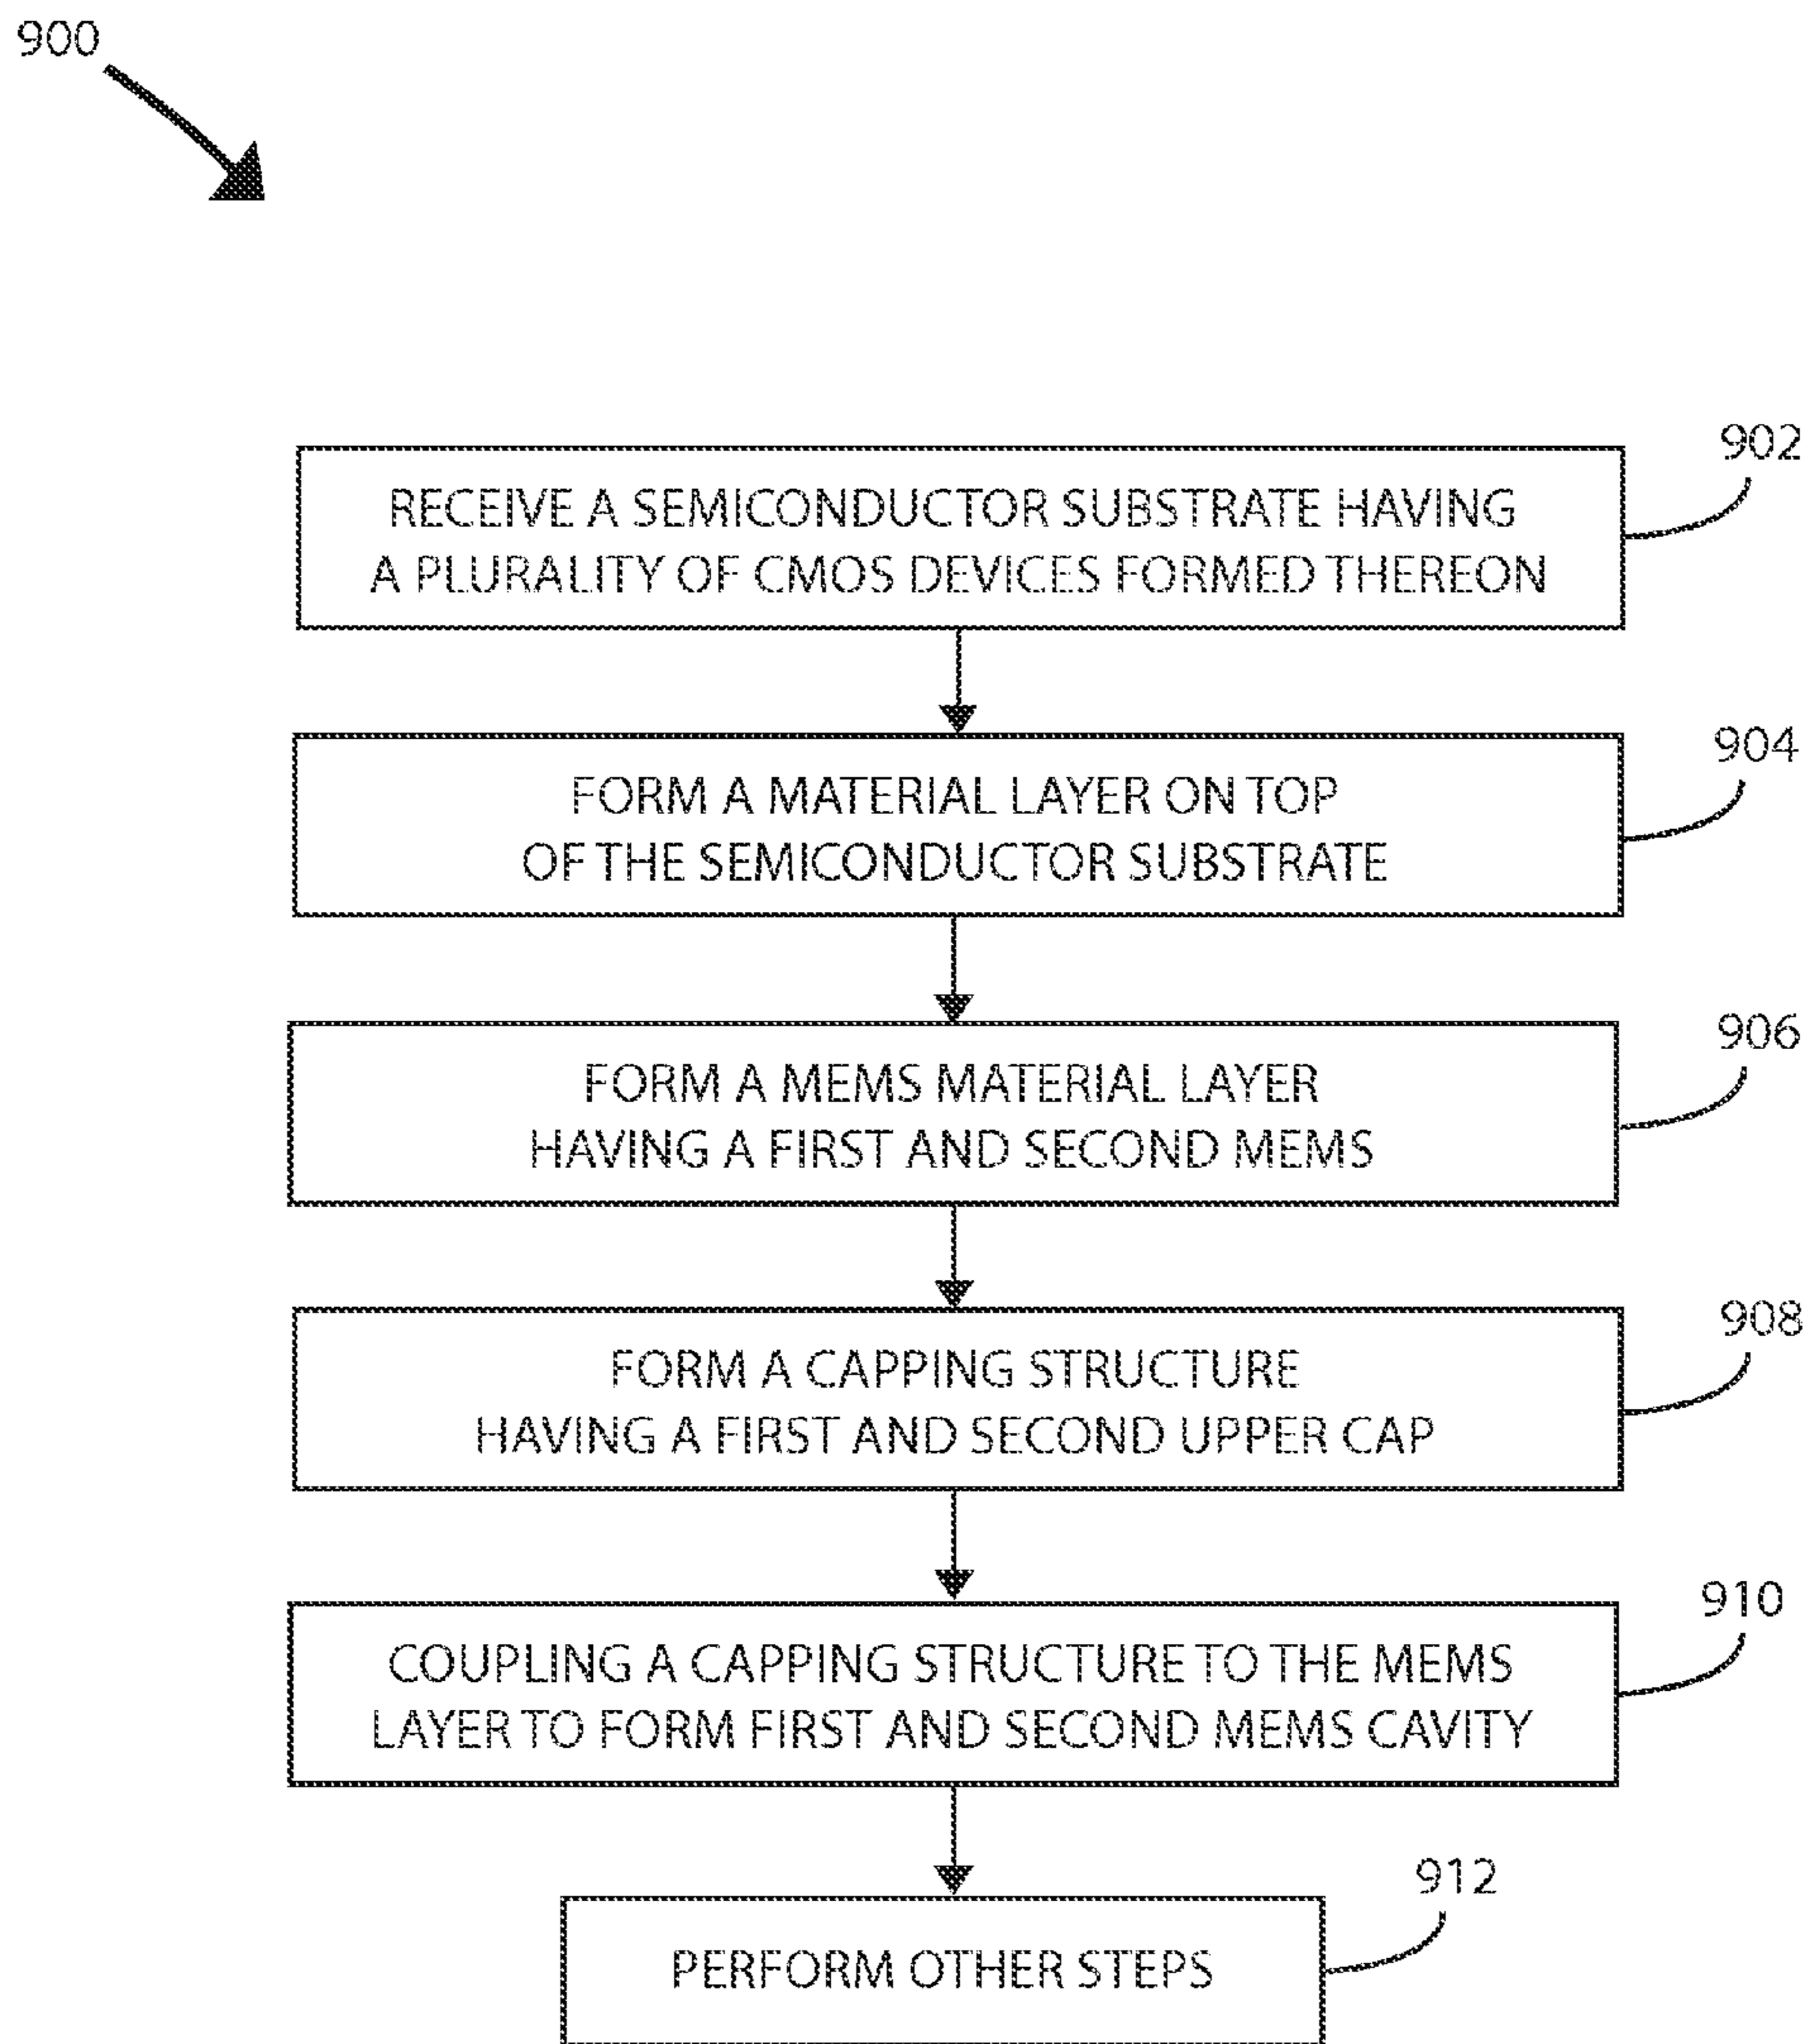 900
902
RECEIVE A SEMICONDUCTOR SUBSTRATE HAVING
A PLURALITY OF CMOS DEVICES FORMED THEREON
904
FORM A MATERIAL LAYER ON TOP
OF THE SEMICONDUCTOR SUBSTRATE
906
FORM A MEMS MATERIAL LAYER
HAVING A FIRST AND SECOND MEMS
908
FORM A CAPPING STRUCTURE
HAVING A FIRST AND SECOND UPPER CAP
910
COUPLING A CAPPING STRUCTURE TO THE MEMS
LAYER TO FORM FIRST AND SECOND MEMS CAVITY
912
PERFORM OTHER STEPS